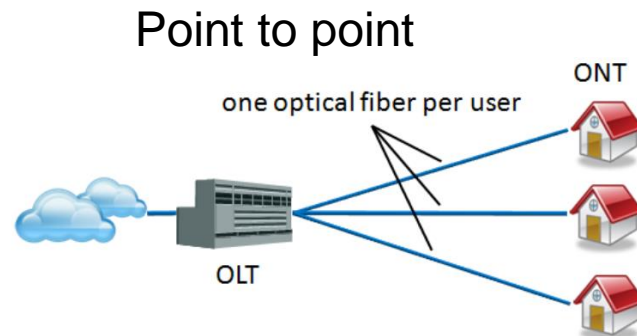 Point to point
ONT
one optical fiber per user
OLT